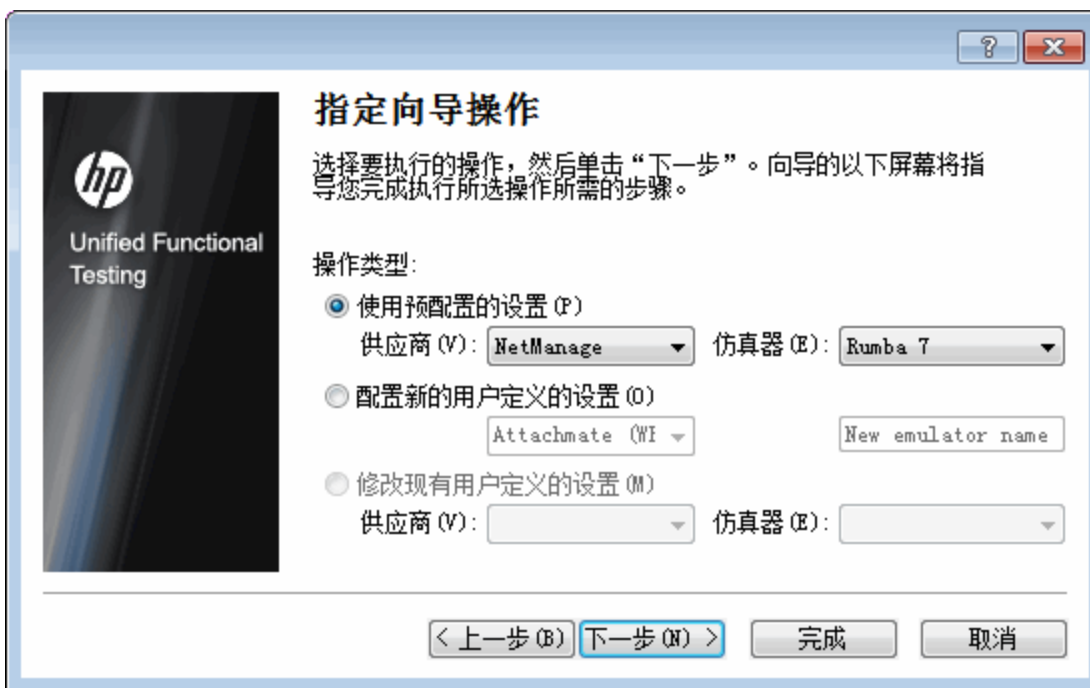 指定向导操作
选择要执行的操作，然后单击“下一步”。向导的以下屏幕将指
导您完成执行所选操作所需的步骤。
hp
Unified Functional
Testing
操作类型:
使用预配置的设置(P)
供应商(V): NetManage 仿真器(E): Rumba 7
配置新的用户定义的设置(O)
Attachmate (WI New emulator name
修改现有用户定义的设置(M)
供应商(V): 仿真器(E):
< 上一步(B) 下一步(N) > 完成 取消